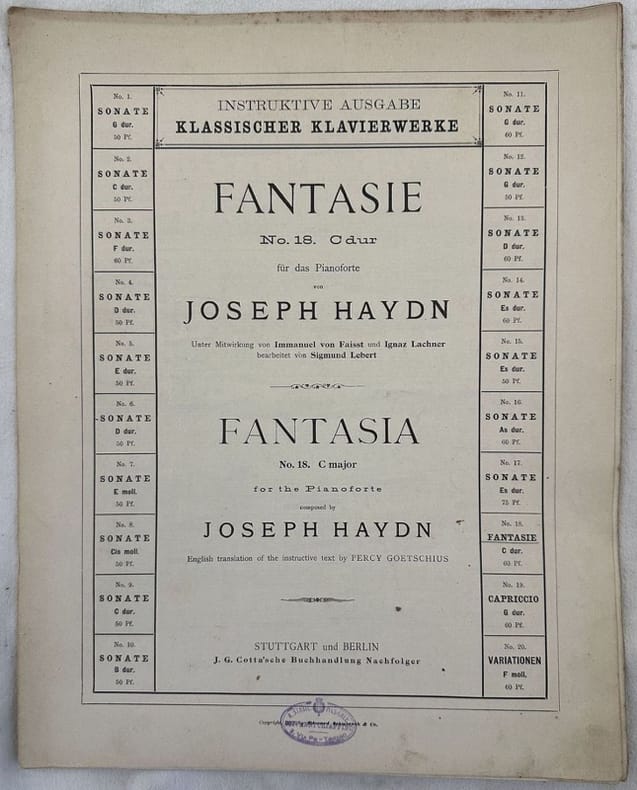 No. 1.
SONATE
G dur.
50 Pf.
No. 2.
SONATE
C dur.
50 Pf.
No. 3.
SONATE
F dur.
60 Pf.
No. 4.
SONATE
D dur.
50 Pf.
No. 5.
SONATE
E dur.
50 Pf.
No. 6.
SONATE
D dur.
50 Pf.
No. 7.
SONATE
E moll.
50 Pf.
No. 8.
SONATE
Cis moll.
50 Pf.
No. 9.
SONATE
C dur.
50 Pf.
No. 10.
SONATE
B dur.
50 Pf.
INSTRUKTIVE AUSGABE
KLASSISCHER KLAVIERWERKE
FANTASIE
No. 18. C dur
für das Pianoforte
von
JOSEPH HAYDN
Unter Mitwirkung von Immanuel von Faisst und Ignaz Lachner
bearbeitet von Sigmund Lebert
FANTASIA
No. 18. C major
for the Pianoforte
composed by
JOSEPH HAYDN
English translation of the instructive text by PERCY GOETSCHIUS
STUTTGART und BERLIN
J. G. Cotta'sche Buchhandlung Nachfolger
No. 11.
SONATE
G dur.
60 Pf.
No. 12.
SONATE
G dur.
50 Pf.
No. 13.
SONATE
D dur.
60 Pf.
No. 14.
SONATE
Es dur.
60 Pf.
No. 15.
SONATE
Es dur.
50 Pf.
No. 16.
SONATE
As dur.
60 Pf.
No. 17.
SONATE
Es dur.
75 Pf.
No. 18.
FANTASIE
C dur.
60 Pf.
No. 19.
CAPRICCIO
G dur.
60 Pf.
No. 20.
VARIATIONEN
F moll.
60 Pf.
& Co.